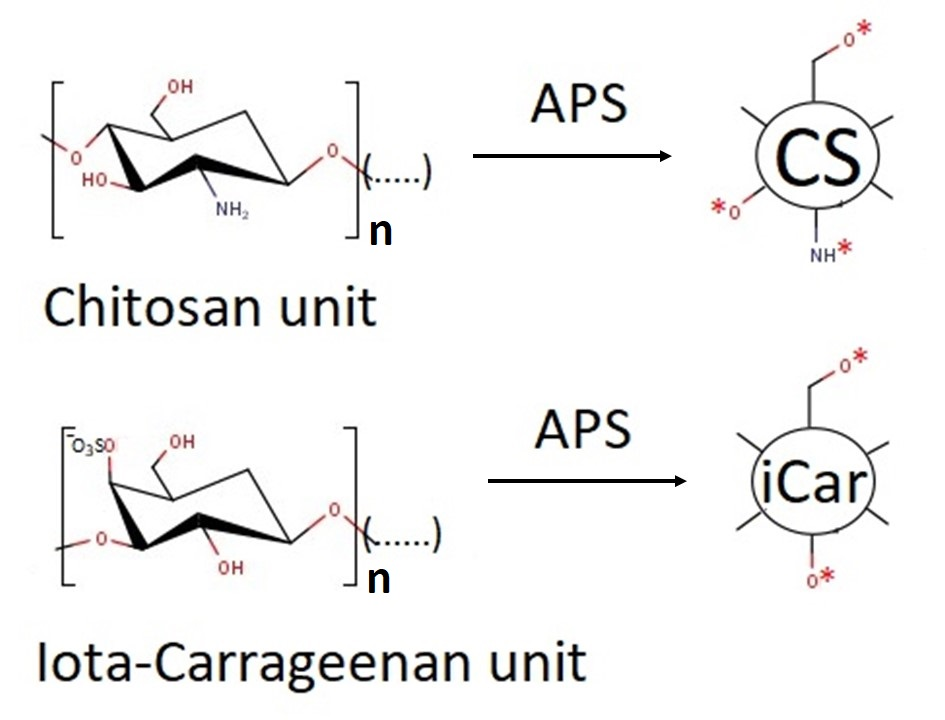 OH
APS
O*
O
HO
O
(.....)
CS
*O
NH₂
n
NH*
Chitosan unit
O*
⁻O₃SO
OH
APS
iCar
O
O
(......)
OH
n
O*
Iota-Carrageenan unit